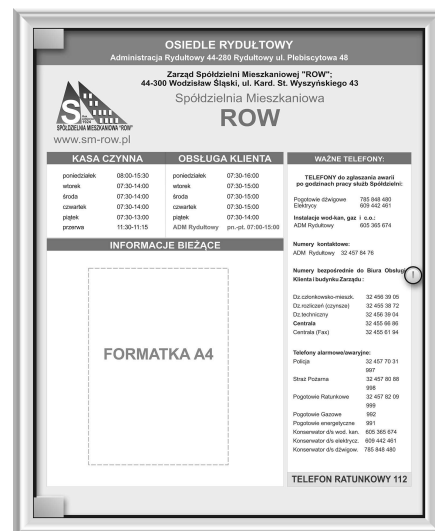 OSIEDLE RYDUŁTOWY
Administracja Rydułtowy 44-280 Rydułtowy ul. Plebiscytowa 48
Zarząd Spółdzielni Mieszkaniowej "ROW";
44-300 Wodzisław Śląski, ul. Kard. St. Wyszyńskiego 43
Spółdzielnia Mieszkaniowa
ROW
SPÓŁDZIELNIA MIESZKANIOWA "ROW"
www.sm-row.pl
KASA CZYNNA
poniedziałek 08:00-15:30
wtorek 07:30-14:00
środa 07:30-14:00
czwartek 07:30-14:00
piątek 07:30-14:00
przerwa 11:30-11:15
OBSŁUGA KLIENTA
poniedziałek 07:30-16:00
wtorek 07:30-15:00
środa 07:30-15:00
czwartek 07:30-15:00
piątek 07:30-14:00
ADM Rydułtowy pn.-pt. 07:00-15:00
INFORMACJE BIEŻĄCE
FORMATKA A4
WAŻNE TELEFONY:
TELEFONY do zgłaszania awarii
po godzinach pracy służb Spółdzielni:
Pogotowie dźwigowe 785 848 480
Elektrycy 609 442 461
Instalacje wod-kan, gaz i c.o.:
ADM Rydułtowy 605 365 674
Numery kontaktowe:
ADM Rydułtowy 32 457 84 76
Numery bezpośrednie do Biura Obsługi
Klienta i budynku Zarządu:
Dz.członkowsko-mieszk. 32 456 39 05
Dz.rozliczeń (czynsze) 32 455 38 72
Dz.techniczny 32 456 39 04
Centrala 32 455 66 86
Centrala (Fax) 32 455 61 94
Telefony alarmowe/awaryjne:
Policja 32 457 70 31
997
Straż Pożarna 32 457 80 88
998
Pogotowie Ratunkowe 32 457 82 09
999
Pogotowie Gazowe 992
Pogotowie energetyczne 991
Konserwator d/s wod. kan. 605 365 674
Konserwator d/s elektrycz. 609 442 461
Konserwator d/s dźwigow. 785 848 480
TELEFON RATUNKOWY 112